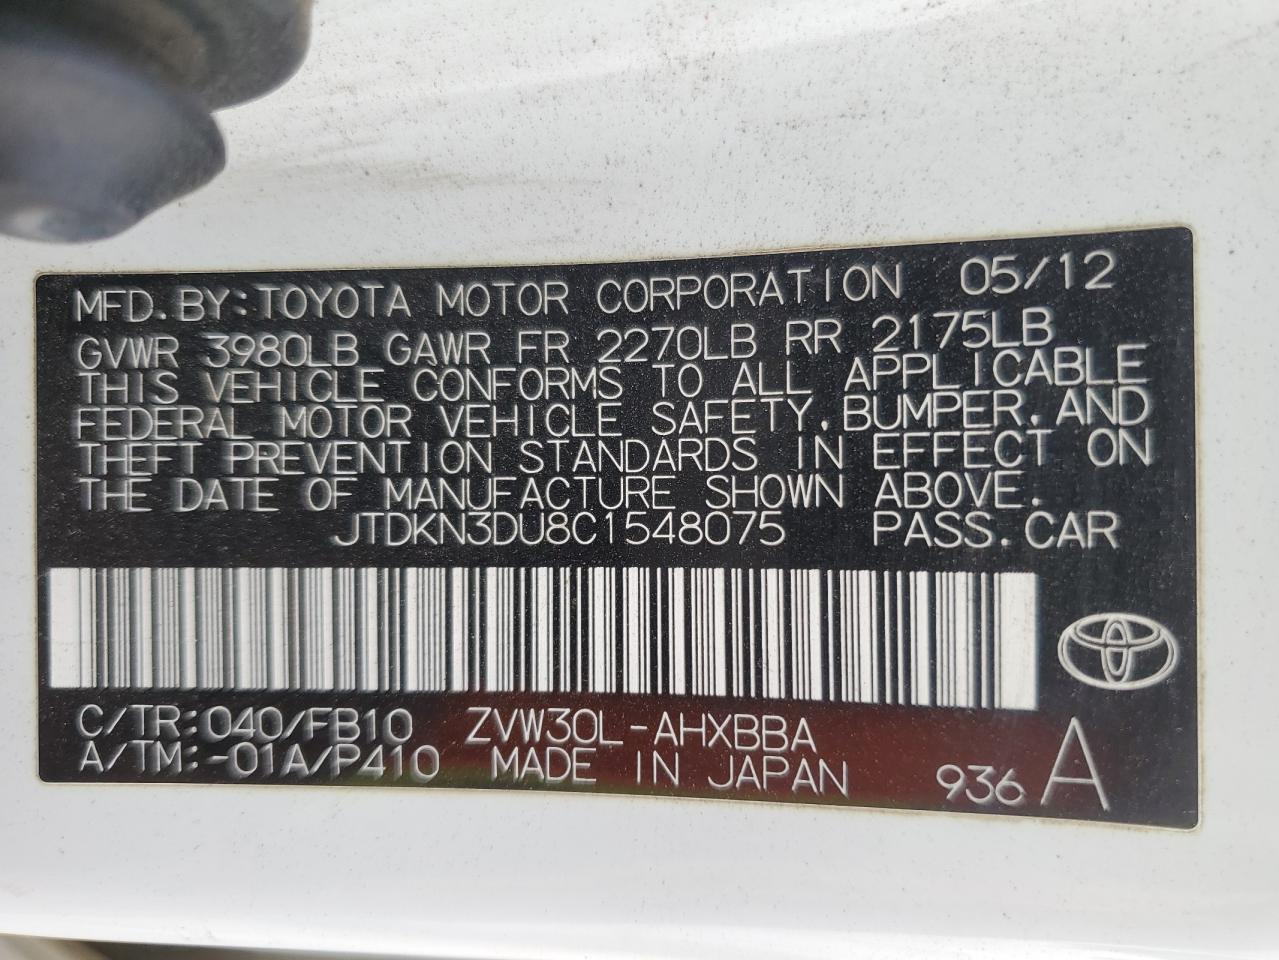 MFD. BY: TOYOTA MOTOR CORPORATION 05/12
GVWR 3980LB GAWR FR 2270LB RR 2175LB
THIS VEHICLE CONFORMS TO ALL APPLICABLE
FEDERAL MOTOR VEHICLE SAFETY, BUMPER, AND
THEFT PREVENTION STANDARDS IN EFFECT ON
THE DATE OF MANUFACTURE SHOWN ABOVE.
JTDKN3DU8C1548075 PASS. CAR
C/TR: 040/FB10 ZVW30L-AHXBBA
A/TM: -01A/P410 MADE IN JAPAN 936 A